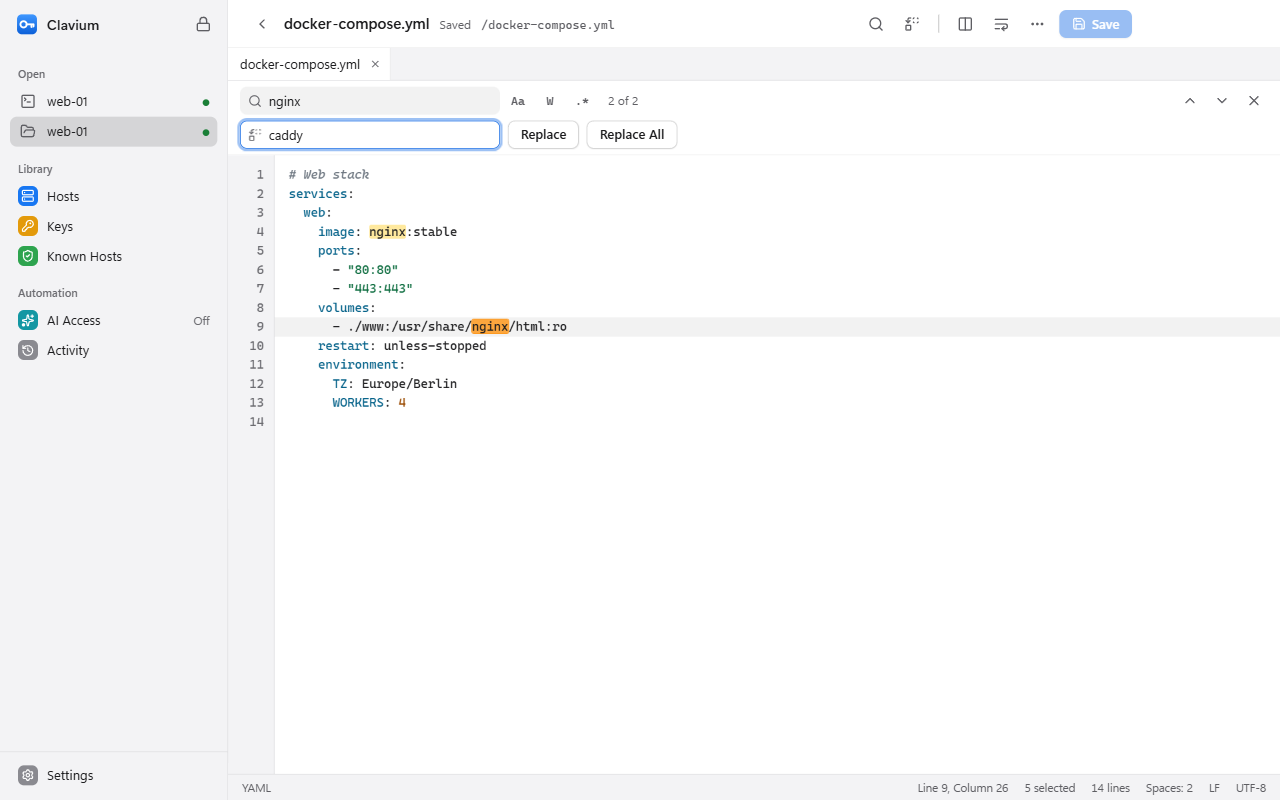 Clavium
docker-compose.yml Saved /docker-compose.yml
Save
Open
web-01
web-01
Library
Hosts
Keys
Known Hosts
Automation
AI Access Off
Activity
Settings
docker-compose.yml ×
nginx Aa W .* 2 of 2
caddy Replace Replace All
1 # Web stack
2 services:
3   web:
4     image: nginx:stable
5     ports:
6       - "80:80"
7       - "443:443"
8     volumes:
9       - ./www:/usr/share/nginx/html:ro
10     restart: unless-stopped
11     environment:
12       TZ: Europe/Berlin
13       WORKERS: 4
14
YAML Line 9, Column 26 5 selected 14 lines Spaces: 2 LF UTF-8